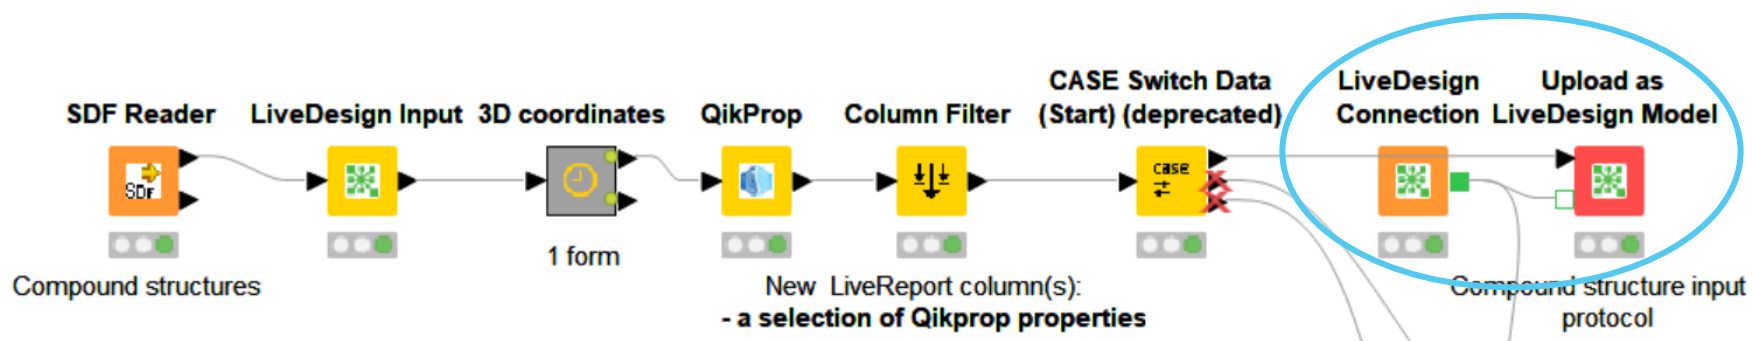 SDF Reader
LiveDesign Input
3D coordinates
QikProp
Column Filter
CASE Switch Data
(Start) (deprecated)
LiveDesign
Connection
Upload as
LiveDesign Model
SDF
CASE
Compound structures
1 form
New LiveReport column(s):
- a selection of Qikprop properties
Compound structure input
protocol